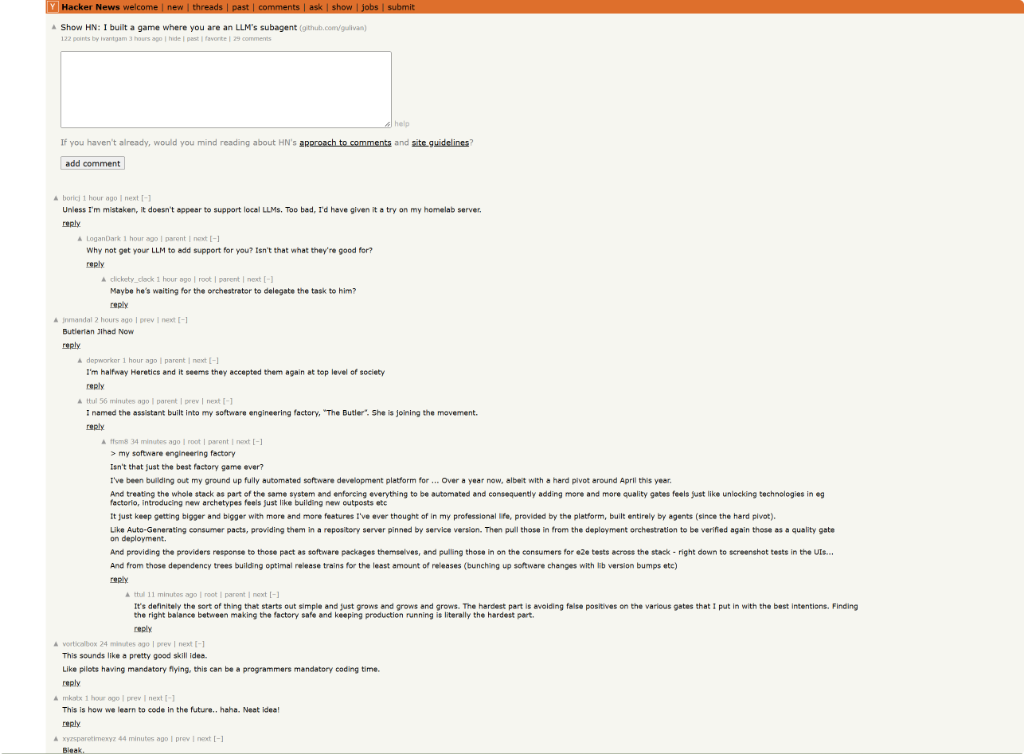 Y Hacker News welcome | new | threads | past | comments | ask | show | jobs | submit
Show HN: I built a game where you are an LLM's subagent (github.com/gulivan)
122 points by ivantgam 3 hours ago | hide | past | favorite | 29 comments
help
If you haven't already, would you mind reading about HN's approach to comments and site guidelines?
add comment
boricj 1 hour ago | next [–]
Unless I'm mistaken, it doesn't appear to support local LLMs. Too bad, I'd have given it a try on my homelab server.
reply
LoganDark 1 hour ago | parent | next [–]
Why not get your LLM to add support for you? Isn't that what they're good for?
reply
clickety_clack 1 hour ago | root | parent | next [–]
Maybe he's waiting for the orchestrator to delegate the task to him?
reply
jnmandal 2 hours ago | prev | next [–]
Butlerian Jihad Now
reply
depworker 1 hour ago | parent | next [–]
I'm halfway Heretics and it seems they accepted them again at top level of society
reply
ttul 56 minutes ago | parent | prev | next [–]
I named the assistant built into my software engineering factory, "The Butler". She is joining the movement.
reply
ffsm8 34 minutes ago | root | parent | next [–]
> my software engineering factory
Isn't that just the best factory game ever?
I've been building out my ground up fully automated software development platform for ... Over a year now, albeit with a hard pivot around April this year.
And treating the whole stack as part of the same system and enforcing everything to be automated and consequently adding more and more quality gates feels just like unlocking technologies in eg
factorio, introducing new archetypes feels just like building new outposts etc
It just keep getting bigger and bigger with more and more features I've ever thought of in my professional life, provided by the platform, built entirely by agents (since the hard pivot).
Like Auto-Generating consumer pacts, providing them in a repository server pinned by service version. Then pull those in from the deployment orchestration to be verified again those as a quality gate
on deployment.
And providing the providers response to those pact as software packages themselves, and pulling those in on the consumers for e2e tests across the stack - right down to screenshot tests in the UIs...
And from those dependency trees building optimal release trains for the least amount of releases (bunching up software changes with lib version bumps etc)
reply
ttul 11 minutes ago | root | parent | next [–]
It's definitely the sort of thing that starts out simple and just grows and grows and grows. The hardest part is avoiding false positives on the various gates that I put in with the best intentions. Finding
the right balance between making the factory safe and keeping production running is literally the hardest part.
reply
verticalbox 24 minutes ago | prev | next [–]
This sounds like a pretty good skill idea.
Like pilots having mandatory flying, this can be a programmers mandatory coding time.
reply
mkatx 1 hour ago | prev | next [–]
This is how we learn to code in the future.. haha. Neat idea!
reply
xyzsparetimexyz 44 minutes ago | prev | next [–]
Bleak.